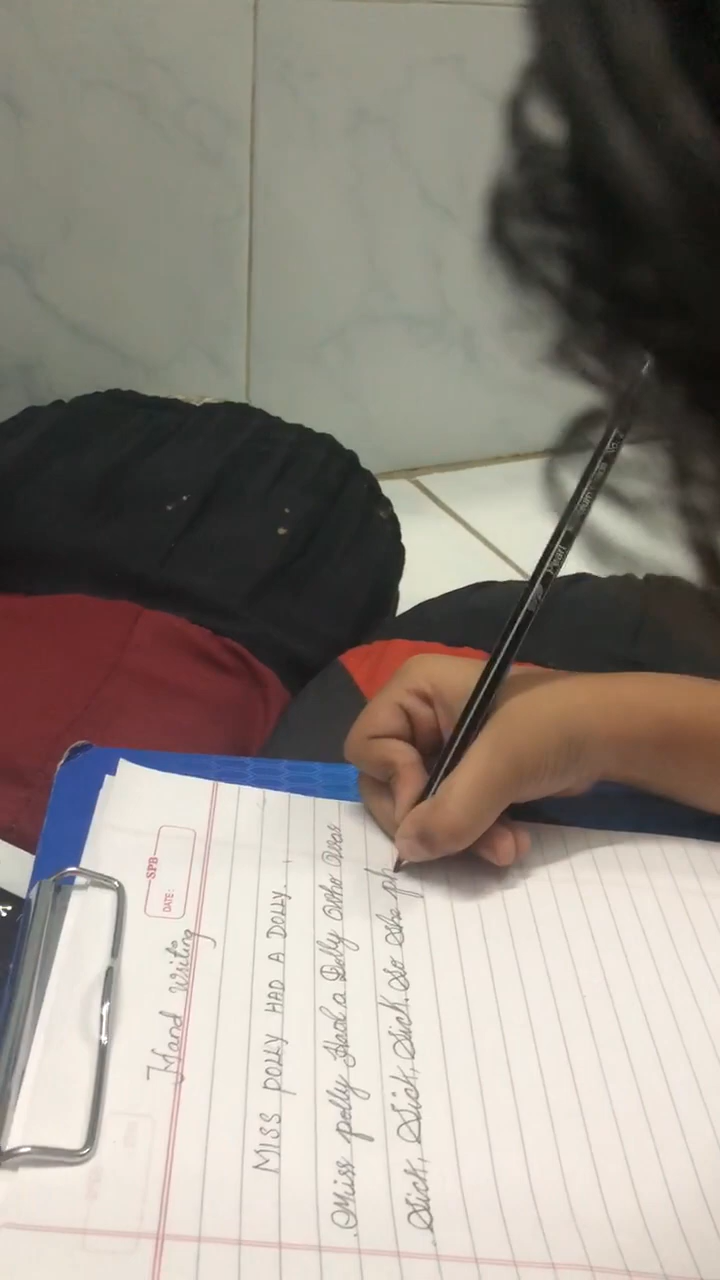 SPB
DATE:
Hand Writing
MISS POLLY HAD A DOLLY.
Miss polly Had a Dolly Who Was
Sick, Sick, Sick. So She ph
Pearl